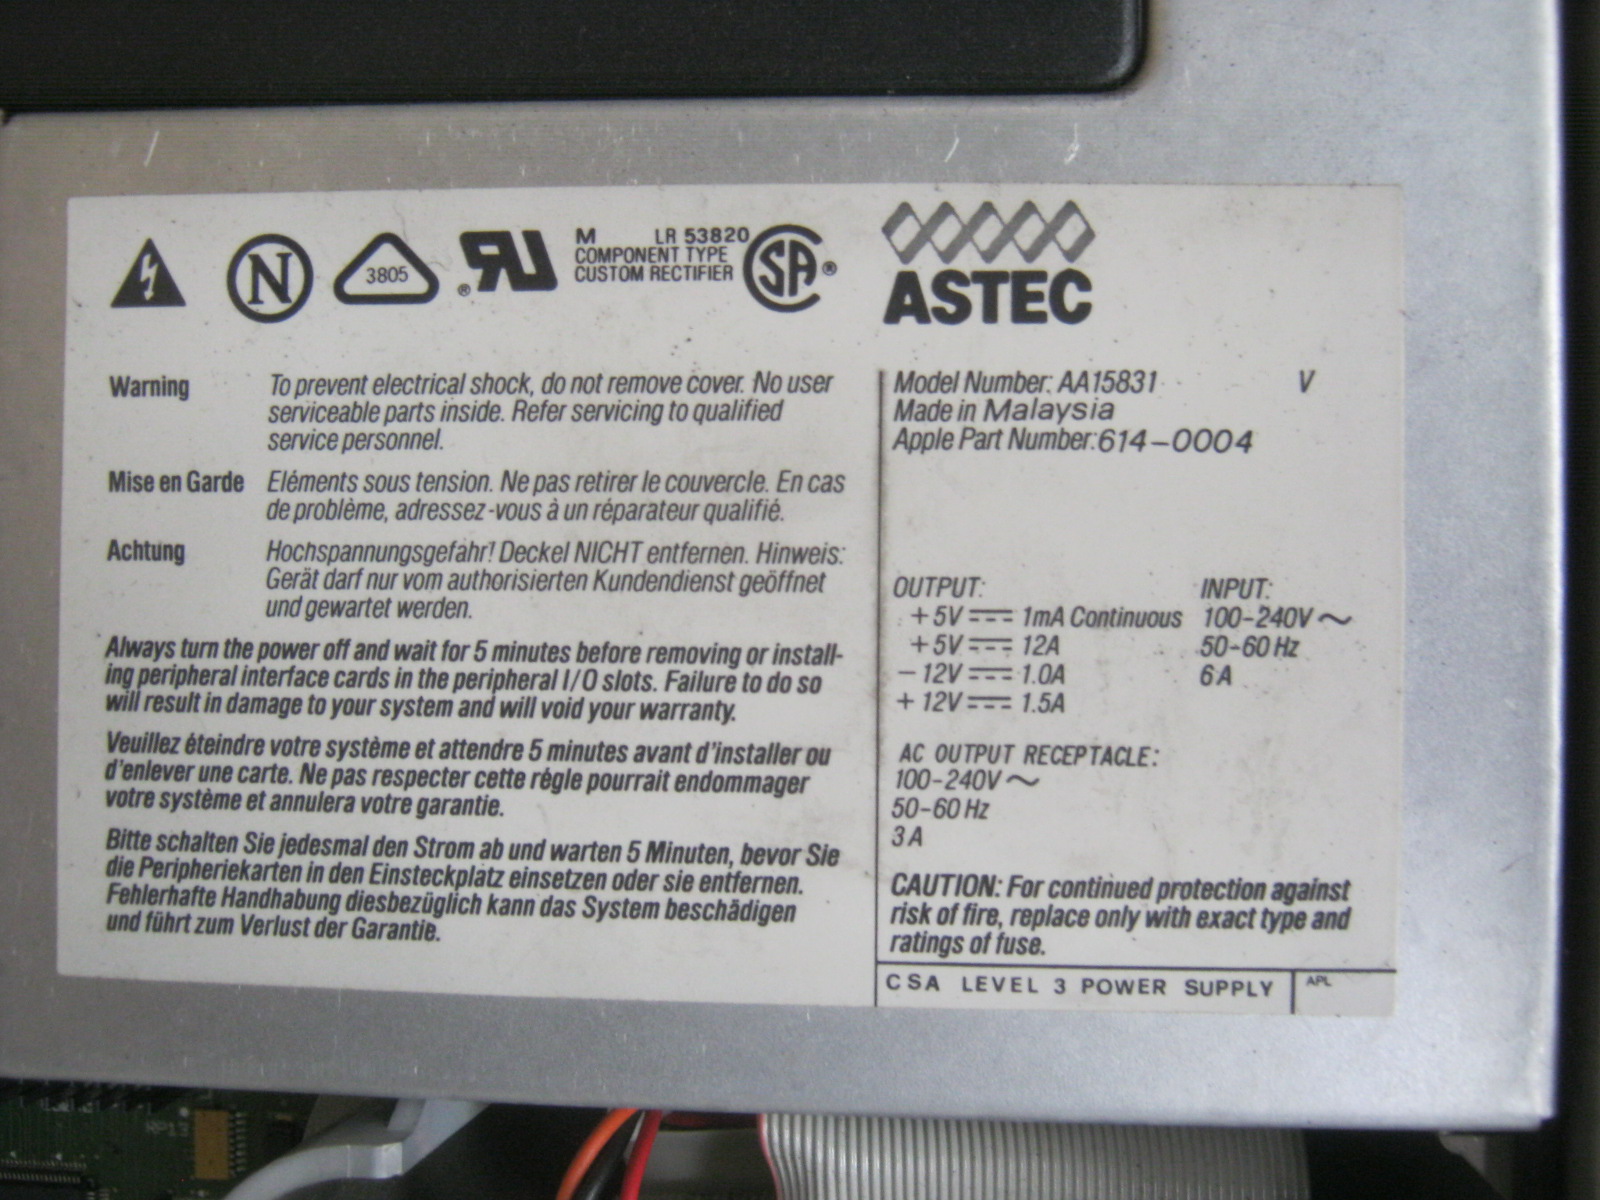 N
3805
RU ®
M LR 53820
COMPONENT TYPE
CUSTOM RECTIFIER
SA ®
ASTEC
Warning To prevent electrical shock, do not remove cover. No user
serviceable parts inside. Refer servicing to qualified
service personnel.
Mise en Garde Eléments sous tension. Ne pas retirer le couvercle. En cas
de problème, adressez-vous à un réparateur qualifié.
Achtung Hochspannungsgefahr! Deckel NICHT entfernen. Hinweis:
Gerät darf nur vom authorisierten Kundendienst geöffnet
und gewartet werden.
Always turn the power off and wait for 5 minutes before removing or install-
ing peripheral interface cards in the peripheral I/O slots. Failure to do so
will result in damage to your system and will void your warranty.
Veuillez éteindre votre système et attendre 5 minutes avant d'installer ou
d'enlever une carte. Ne pas respecter cette règle pourrait endommager
votre système et annulera votre garantie.
Bitte schalten Sie jedesmal den Strom ab und warten 5 Minuten, bevor Sie
die Peripheriekarten in den Einsteckplatz einsetzen oder sie entfernen.
Fehlerhafte Handhabung diesbezüglich kann das System beschädigen
und führt zum Verlust der Garantie.
Model Number: AA15831 V
Made in Malaysia
Apple Part Number: 614-0004
OUTPUT: INPUT:
+5V ⎓ 1mA Continuous 100-240V ~
+5V ⎓ 12A 50-60 Hz
-12V ⎓ 1.0A 6 A
+12V ⎓ 1.5A
AC OUTPUT RECEPTACLE:
100-240V ~
50-60 Hz
3 A
CAUTION: For continued protection against
risk of fire, replace only with exact type and
ratings of fuse.
CSA LEVEL 3 POWER SUPPLY APL